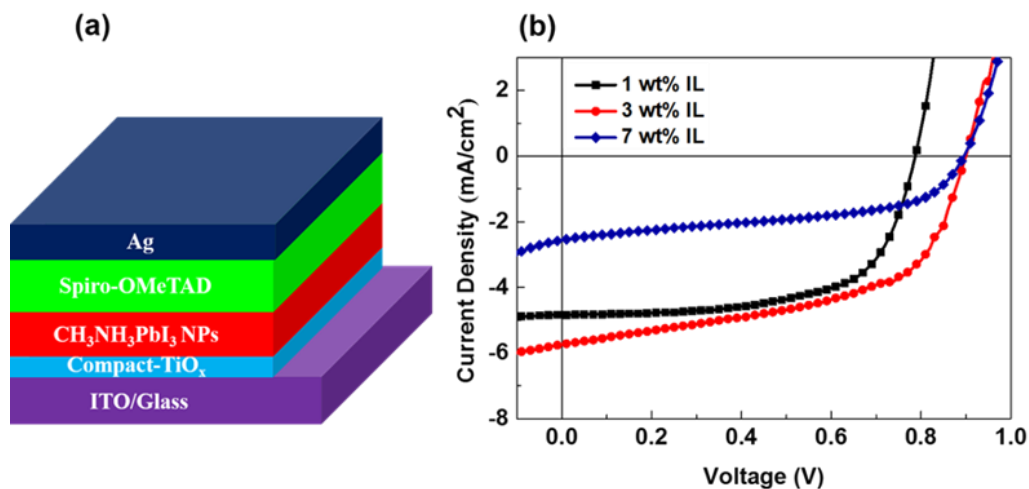 (a)
Ag
Spiro-OMeTAD
CH₃NH₃PbI₃ NPs
Compact-TiOₓ
ITO/Glass
(b)
1 wt% IL
3 wt% IL
7 wt% IL
Current Density (mA/cm²)
2
0
-2
-4
-6
-8
0.0 0.2 0.4 0.6 0.8 1.0
Voltage (V)